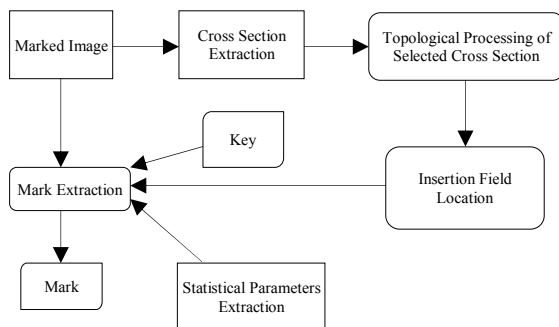 Marked Image
Cross Section
Extraction
Topological Processing of
Selected Cross Section
Key
Mark Extraction
Insertion Field
Location
Mark
Statistical Parameters
Extraction